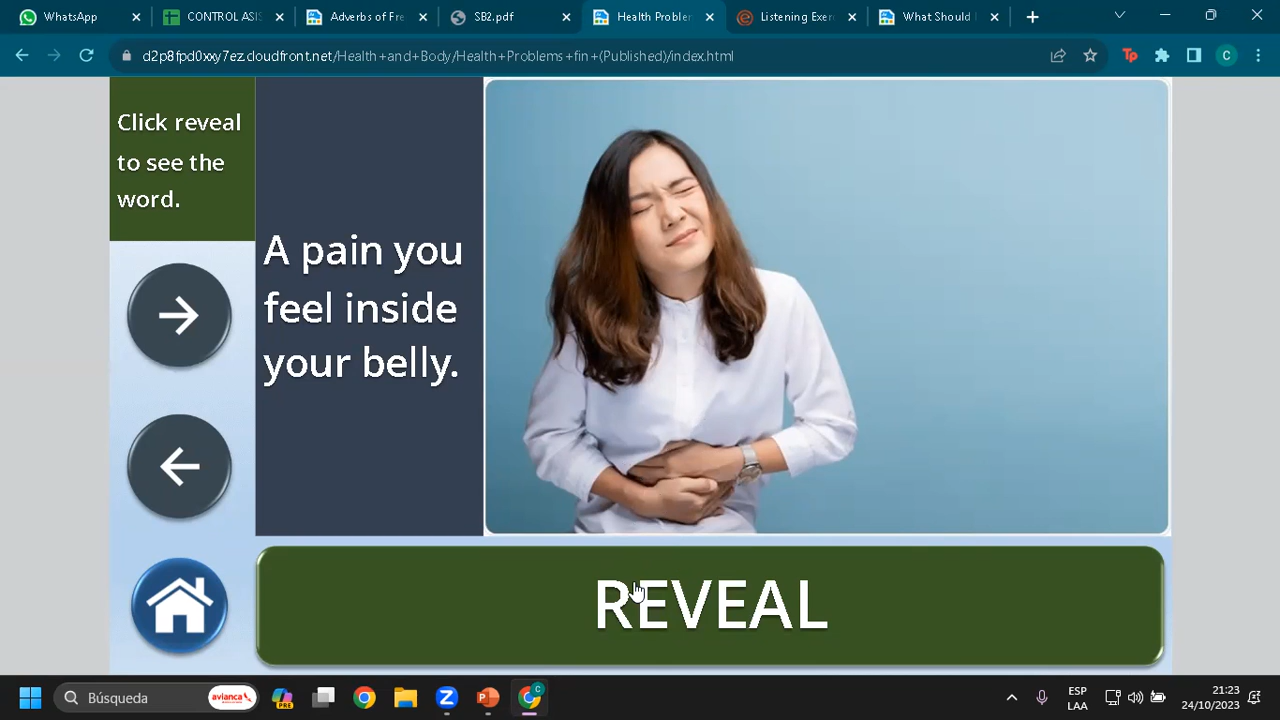 WhatsApp
CONTROL ASIS
Adverbs of Fre
SB2.pdf
Health Probler
Listening Exer
What Should I
d2p8fpd0xxy7ez.cloudfront.net/Health+and+Body/Health+Problems+fin+(Published)/index.html
Tp
C
Click reveal
to see the
word.
A pain you
feel inside
your belly.
REVEAL
Búsqueda
avianca
PRE
ESP
LAA
21:23
24/10/2023